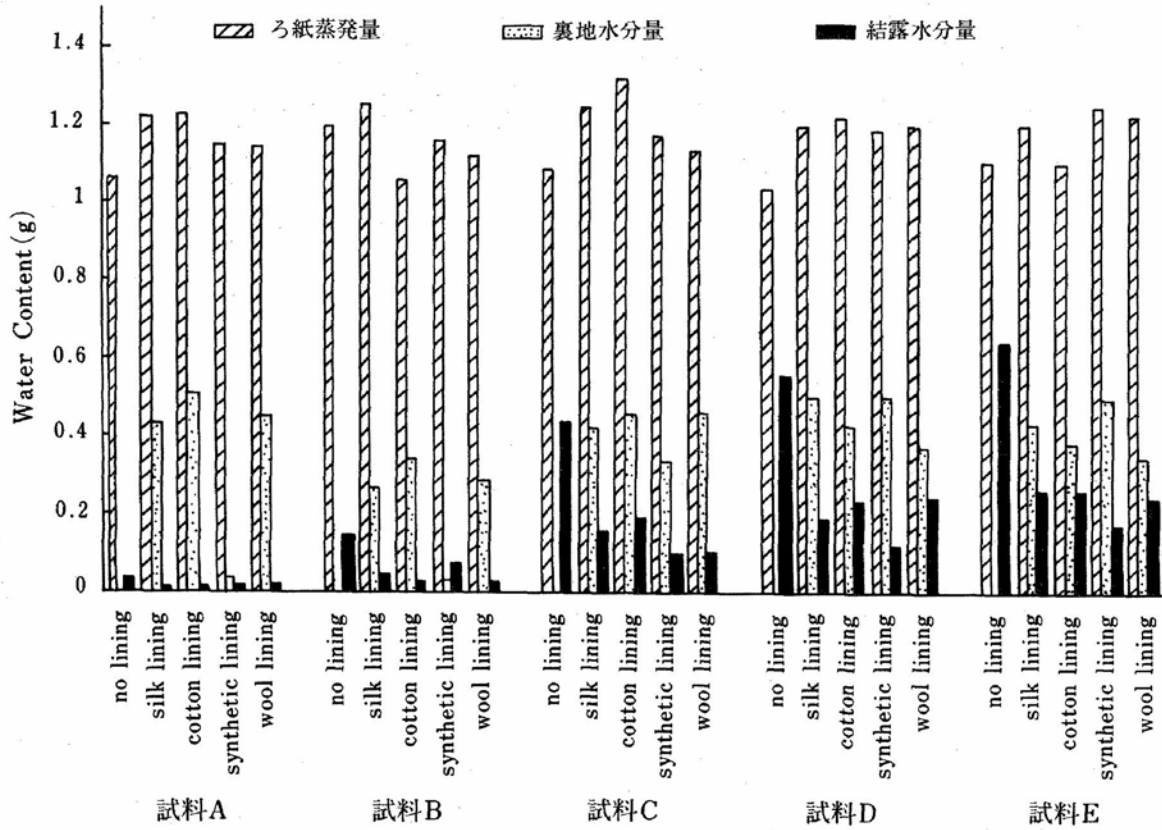 ろ紙蒸発量 裏地水分量 結露水分量
Water Content(g)
1.4
1.2
1
0.8
0.6
0.4
0.2
0
no lining
silk lining
cotton lining
synthetic lining
wool lining
no lining
silk lining
cotton lining
synthetic lining
wool lining
no lining
silk lining
cotton lining
synthetic lining
wool lining
no lining
silk lining
cotton lining
synthetic lining
wool lining
no lining
silk lining
cotton lining
synthetic lining
wool lining
試料A 試料B 試料C 試料D 試料E